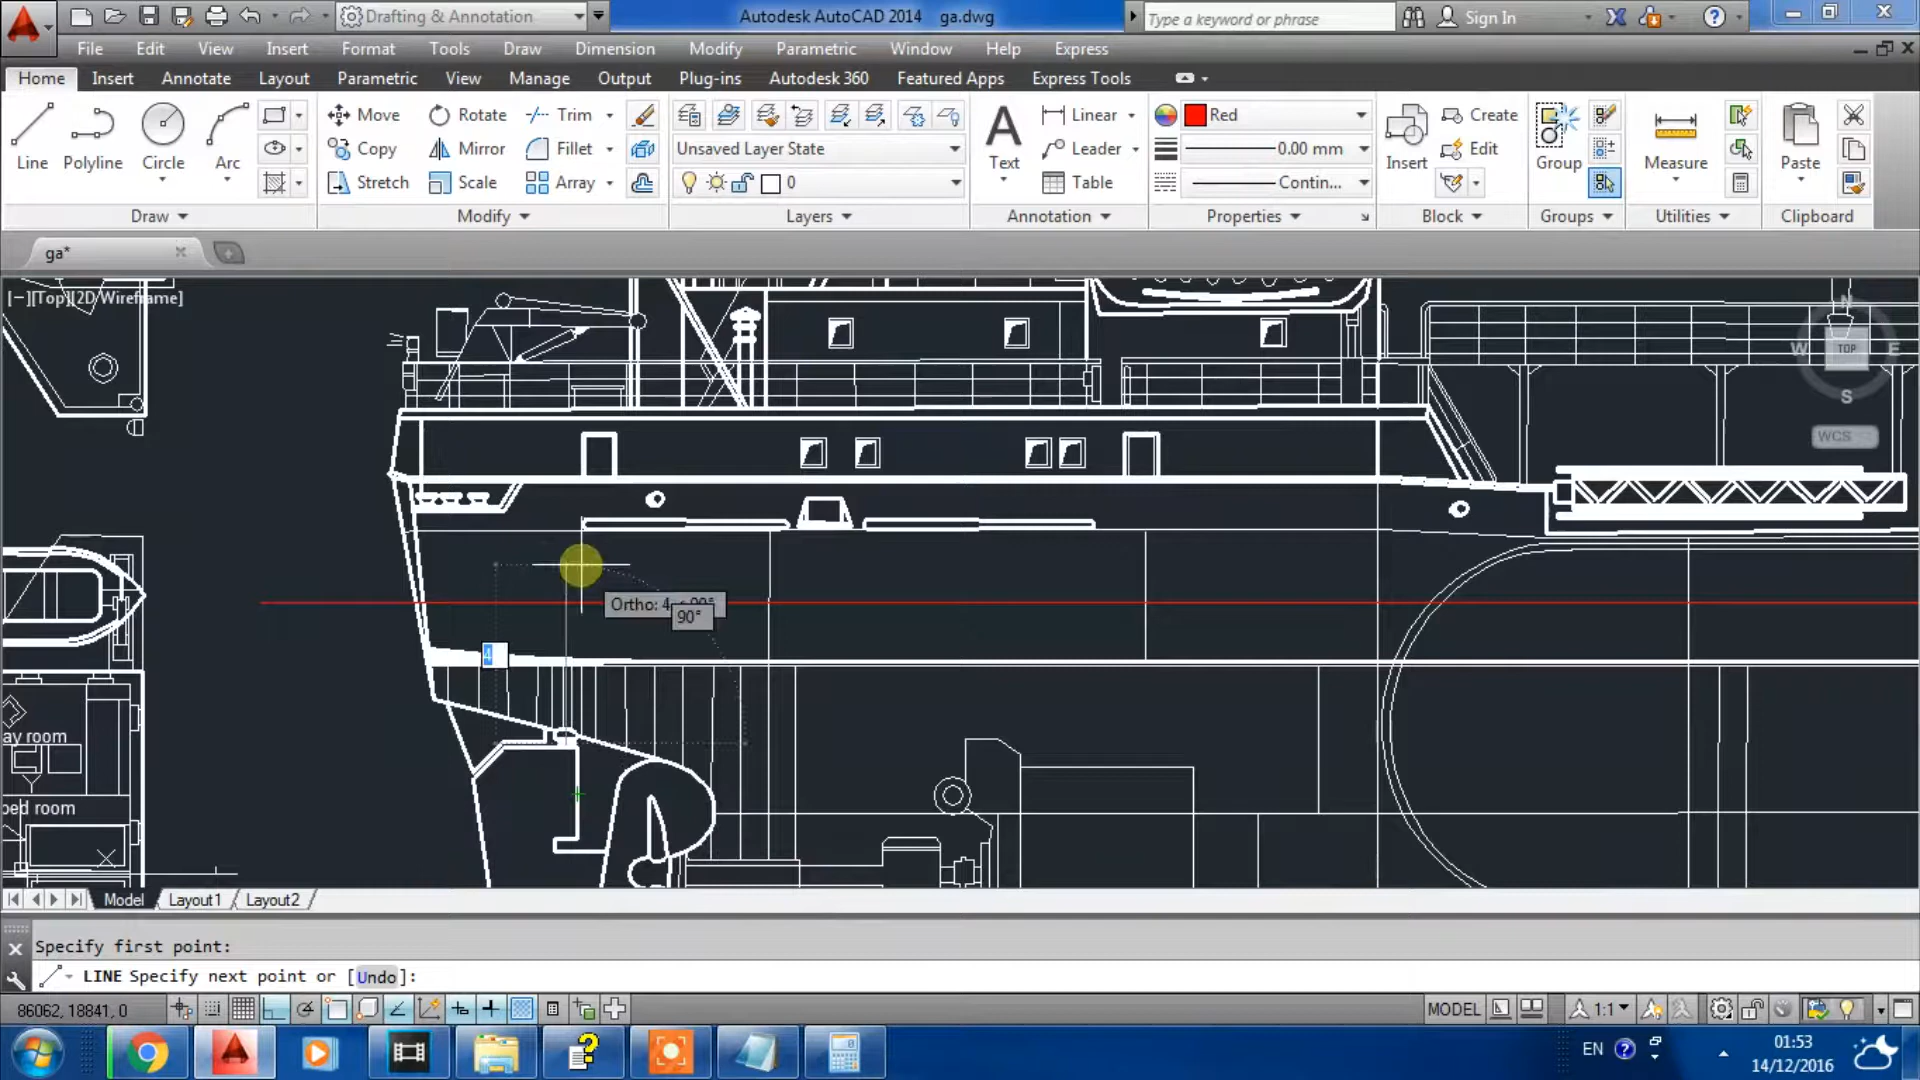 Drafting & Annotation
Autodesk AutoCAD 2014 ga.dwg
Type a keyword or phrase
Sign In
File Edit View Insert Format Tools Draw Dimension Modify Parametric Window Help Express
Home Insert Annotate Layout Parametric View Manage Output Plug-ins Autodesk 360 Featured Apps Express Tools
Line Polyline Circle Arc
Move Rotate Trim
Copy Mirror Fillet
Stretch Scale Array
Unsaved Layer State
0
Text
Linear
Leader
Table
Red
0.00 mm
Contin...
Insert
Create
Edit
Group
Measure
Paste
Draw Modify Layers Annotation Properties Block Groups Utilities Clipboard
ga*
[−][Top][2D Wireframe]
N
W TOP E
S
WCS
Ortho: 4
90°
4
ay room
bed room
Model Layout1 Layout2
Specify first point:
LINE Specify next point or [Undo]:
86062, 18841, 0
MODEL
1:1
EN
01:53
14/12/2016